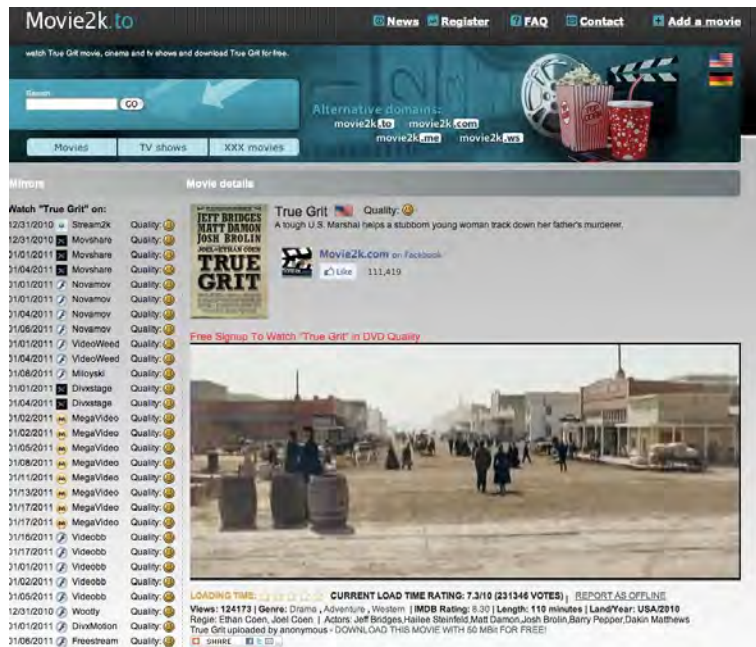 Movie2k.to
News Register FAQ Contact Add a movie
watch True Grit movie, cinema and tv shows and download True Grit for free.
Search
GO
Alternative domains:
movie2k.to movie2k.com
movie2k.me movie2k.ws
Movies TV shows XXX movies
Mirrors
Movie details
Watch "True Grit" on:
12/31/2010 Stream2k Quality:
12/31/2010 Movshare Quality:
01/01/2011 Movshare Quality:
01/04/2011 Movshare Quality:
01/01/2011 Novamov Quality:
01/01/2011 Novamov Quality:
01/04/2011 Novamov Quality:
01/06/2011 Novamov Quality:
01/01/2011 VideoWeed Quality:
01/04/2011 VideoWeed Quality:
01/08/2011 Miloyski Quality:
01/01/2011 Divxstage Quality:
01/04/2011 Divxstage Quality:
01/02/2011 MegaVideo Quality:
01/02/2011 MegaVideo Quality:
01/05/2011 MegaVideo Quality:
01/08/2011 MegaVideo Quality:
01/11/2011 MegaVideo Quality:
01/13/2011 MegaVideo Quality:
01/17/2011 MegaVideo Quality:
01/17/2011 MegaVideo Quality:
01/16/2011 Videobb Quality:
01/17/2011 Videobb Quality:
01/01/2011 Videobb Quality:
01/02/2011 Videobb Quality:
01/05/2011 Videobb Quality:
12/31/2010 Wootly Quality:
01/01/2011 DivxMotion Quality:
01/06/2011 Freestream Quality:
JEFF BRIDGES
MATT DAMON
JOSH BROLIN
JOEL & ETHAN COEN
TRUE
GRIT
True Grit Quality:
A tough U.S. Marshal helps a stubborn young woman track down her father's murderer.
Movie2k.com on Facebook
Like 111,419
Free Signup To Watch "True Grit" in DVD Quality
LOADING TIME: CURRENT LOAD TIME RATING: 7.3/10 (231346 VOTES) | REPORT AS OFFLINE
Views: 124173 | Genre: Drama , Adventure , Western | IMDB Rating: 8.30 | Length: 110 minutes | Land/Year: USA/2010
Regie: Ethan Coen, Joel Coen | Actors: Jeff Bridges,Hailee Steinfeld,Matt Damon,Josh Brolin,Barry Pepper,Dakin Matthews
True Grit uploaded by anonymous - DOWNLOAD THIS MOVIE WITH 50 MBit FOR FREE!
SHARE